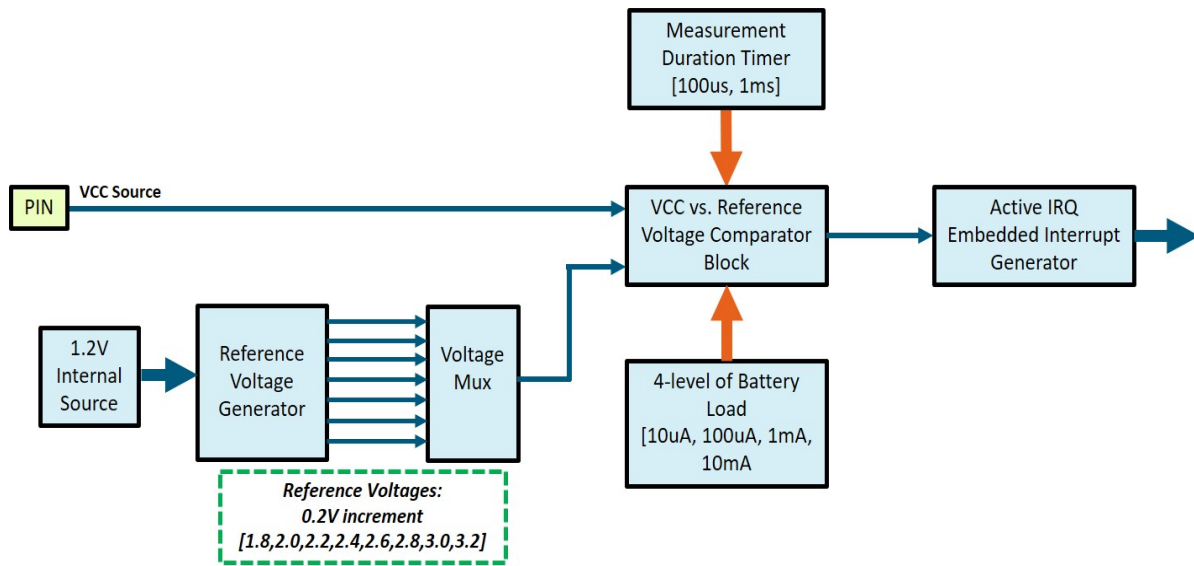 Measurement
Duration Timer
[100us, 1ms]
VCC Source
PIN
VCC vs. Reference
Voltage Comparator
Block
Active IRQ
Embedded Interrupt
Generator
1.2V
Internal
Source
Reference
Voltage
Generator
Voltage
Mux
4-level of Battery
Load
[10uA, 100uA, 1mA,
10mA
Reference Voltages:
0.2V increment
[1.8,2.0,2.2,2.4,2.6,2.8,3.0,3.2]